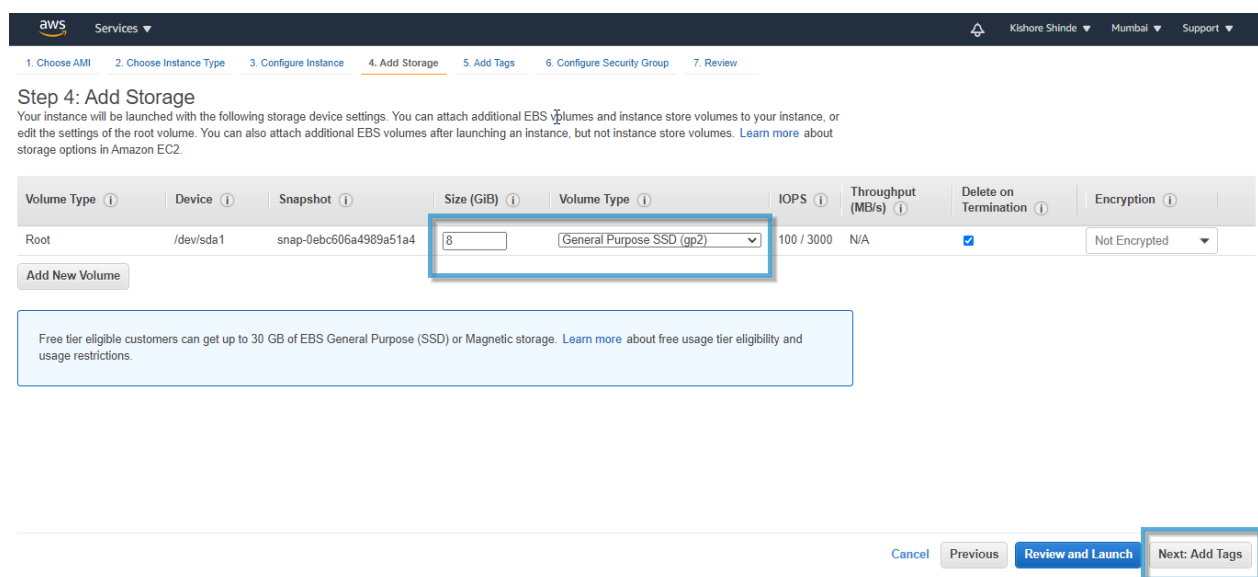 aws Services Kishore Shinde Mumbai Support
1. Choose AMI 2. Choose Instance Type 3. Configure Instance 4. Add Storage 5. Add Tags 6. Configure Security Group 7. Review
Step 4: Add Storage
Your instance will be launched with the following storage device settings. You can attach additional EBS volumes and instance store volumes to your instance, or
edit the settings of the root volume. You can also attach additional EBS volumes after launching an instance, but not instance store volumes. Learn more about
storage options in Amazon EC2.
Volume Type Device Snapshot Size (GiB) Volume Type IOPS Throughput (MB/s) Delete on Termination Encryption
Root /dev/sda1 snap-0ebc606a4989a51a4 8 General Purpose SSD (gp2) 100 / 3000 N/A Not Encrypted
Add New Volume
Free tier eligible customers can get up to 30 GB of EBS General Purpose (SSD) or Magnetic storage. Learn more about free usage tier eligibility and
usage restrictions.
Cancel Previous Review and Launch Next: Add Tags